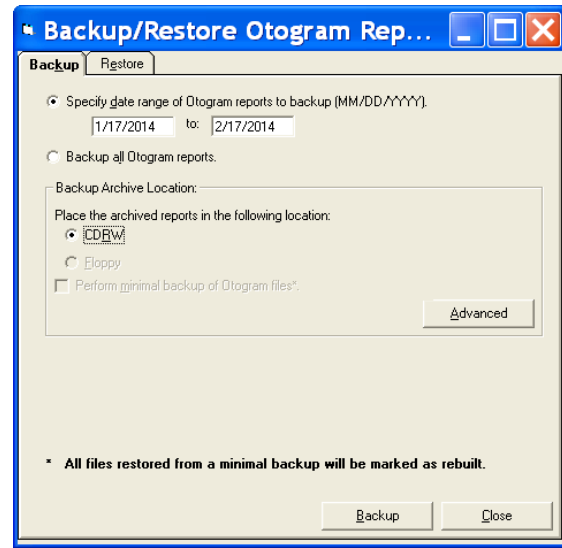 Backup/Restore Otogram Rep...
Backup Restore
Specify date range of Otogram reports to backup (MM/DD/YYYY).
1/17/2014 to: 2/17/2014
Backup all Otogram reports.
Backup Archive Location:
Place the archived reports in the following location:
CDRW
Floppy
Perform minimal backup of Otogram files*.
Advanced
* All files restored from a minimal backup will be marked as rebuilt.
Backup Close